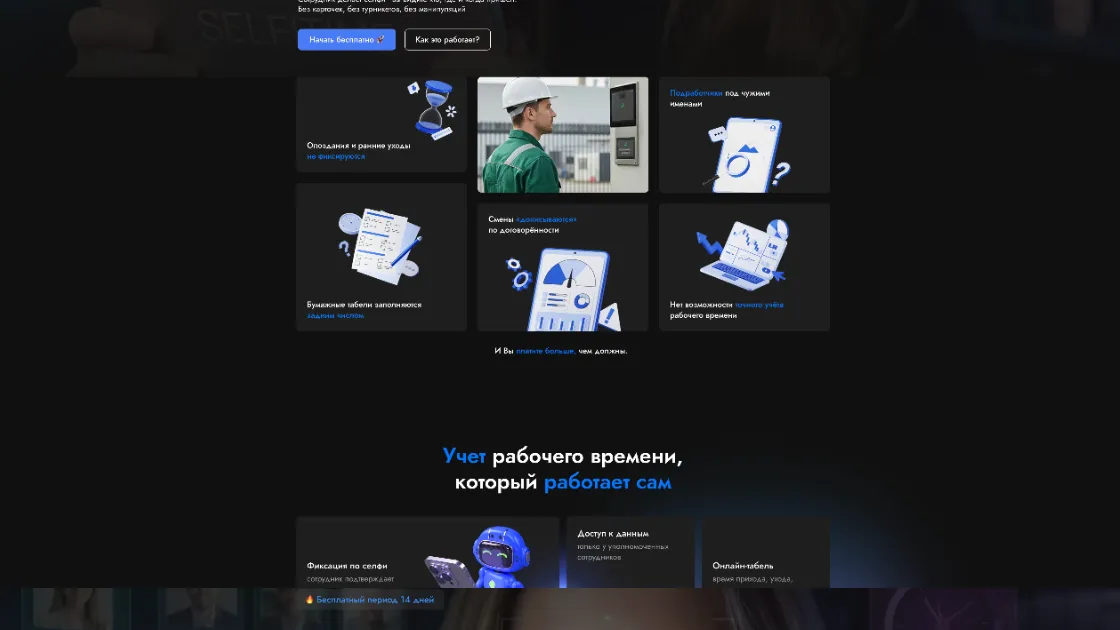 Без карточек, без турникетов, без манипуляций
Начать бесплатно 🚀
Как это работает?
Опоздания и ранние уходы
не фиксируются
Подработчики под чужими
именами
Бумажные табели заполняются
задним числом
Смены «дописываются»
по договорённости
Нет возможности точного учёта
рабочего времени
И Вы платите больше, чем должны.
Учет рабочего времени,
который работает сам
Фиксация по селфи
сотрудник подтверждает
Доступ к данным
только у уполномоченных
сотрудников
Онлайн-табель
время прихода, ухода,
🔥 Бесплатный период 14 дней